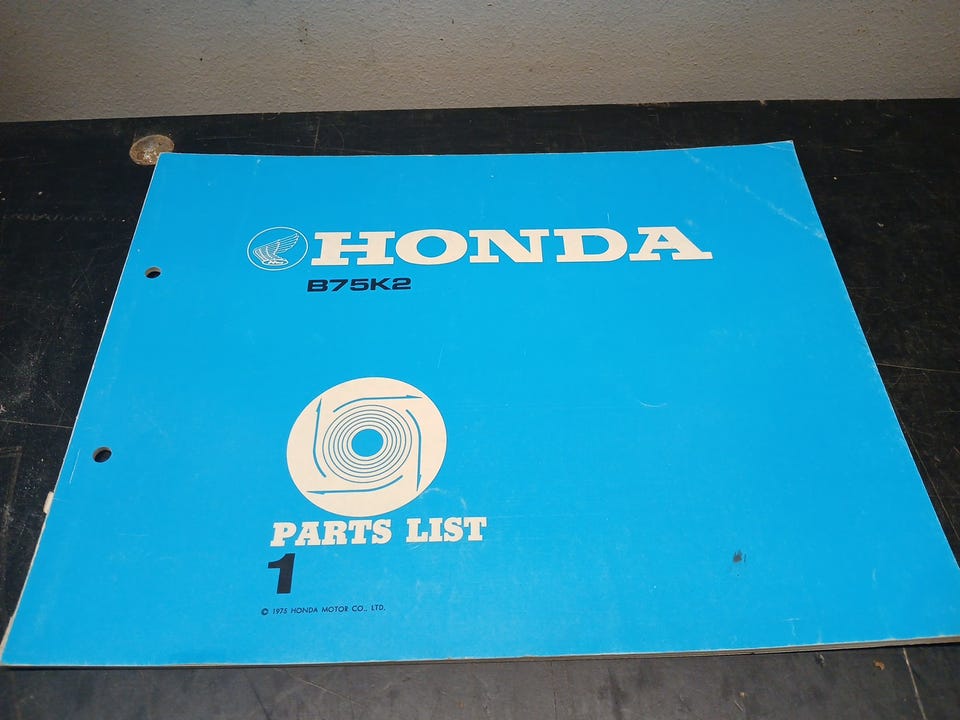 HONDA
B75K2
PARTS LIST
1
© 1975 HONDA MOTOR CO., LTD.